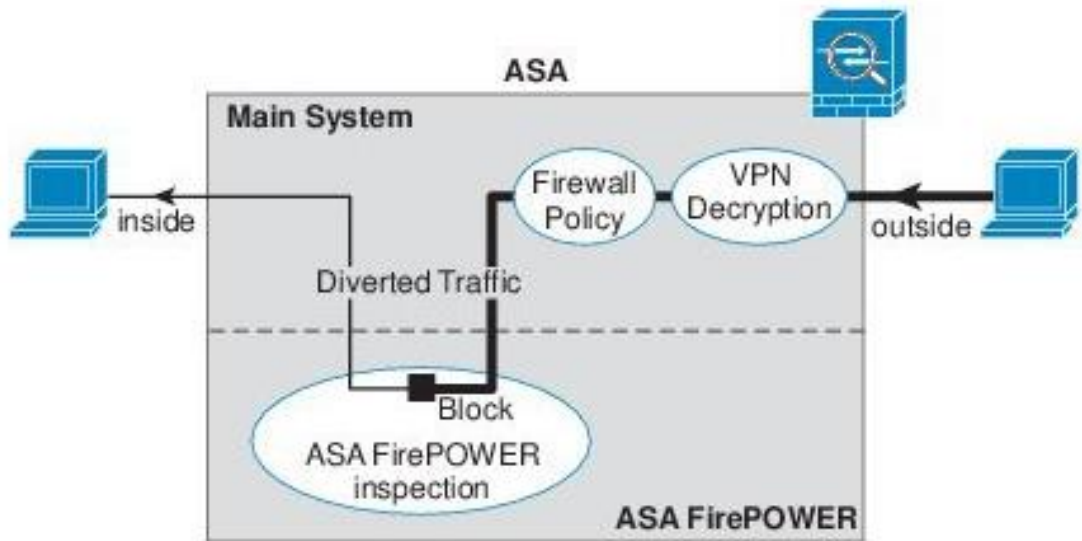 ASA
Main System
Firewall
Policy
VPN
Decryption
inside
outside
Diverted Traffic
Block
ASA FirePOWER
inspection
ASA FirePOWER